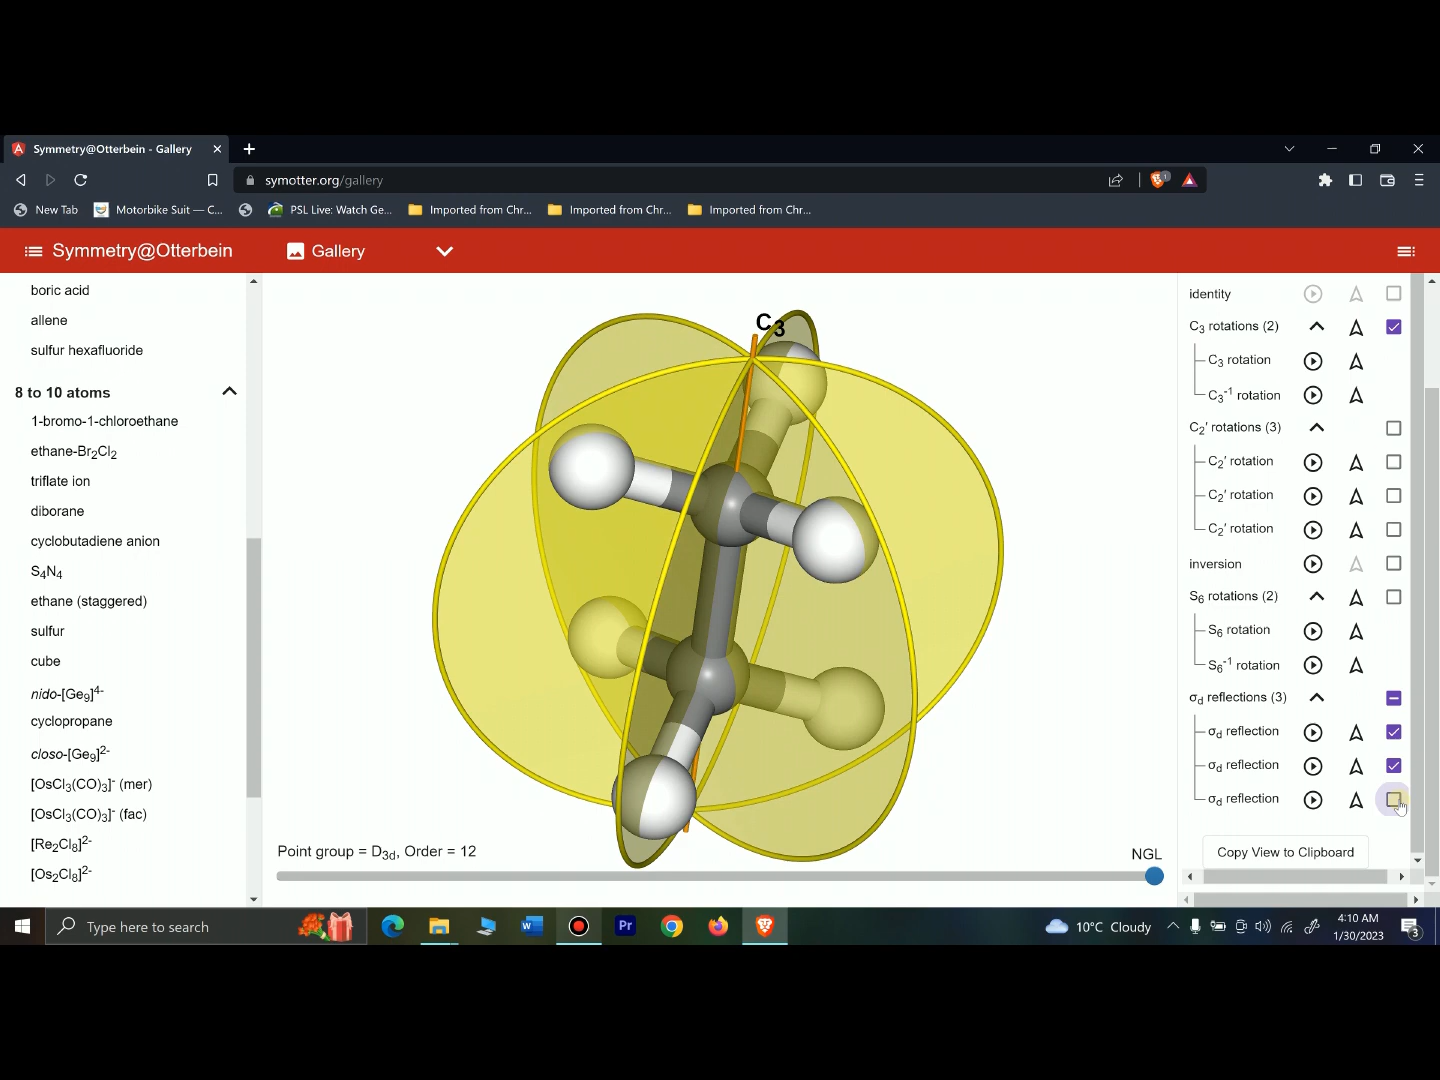 Symmetry@Otterbein - Gallery
symotter.org/gallery
1
New Tab
Motorbike Suit — C...
PSL Live: Watch Ge...
Imported from Chr...
Imported from Chr...
Imported from Chr...
Symmetry@Otterbein
Gallery
boric acid
allene
sulfur hexafluoride
8 to 10 atoms
1-bromo-1-chloroethane
ethane-Br₂Cl₂
triflate ion
diborane
cyclobutadiene anion
S₄N₄
ethane (staggered)
sulfur
cube
nido-[Ge₉]⁴⁻
cyclopropane
closo-[Ge₉]²⁻
[OsCl₃(CO)₃]⁻ (mer)
[OsCl₃(CO)₃]⁻ (fac)
[Re₂Cl₈]²⁻
[Os₂Cl₈]²⁻
C₃
Point group = D₃d, Order = 12
NGL
identity
C₃ rotations (2)
C₃ rotation
C₃⁻¹ rotation
C₂' rotations (3)
C₂' rotation
C₂' rotation
C₂' rotation
inversion
S₆ rotations (2)
S₆ rotation
S₆⁻¹ rotation
σd reflections (3)
σd reflection
σd reflection
σd reflection
Copy View to Clipboard
Type here to search
10°C Cloudy
4:10 AM
1/30/2023
3